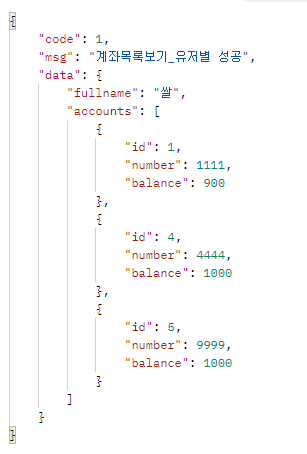 {
    "code": 1,
    "msg": "계좌목록보기_유저별 성공",
    "data": {
        "fullname": "쌀",
        "accounts": [
            {
                "id": 1,
                "number": 1111,
                "balance": 900
            },
            {
                "id": 4,
                "number": 4444,
                "balance": 1000
            },
            {
                "id": 5,
                "number": 9999,
                "balance": 1000
            }
        ]
    }
}